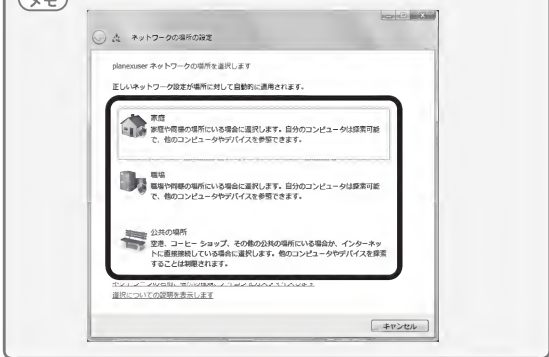 メモ
ネットワークの場所の設定
planexuser ネットワークの場所を選択します
正しいネットワーク設定が場所に対して自動的に適用されます。
家庭
家庭や同様の場所にいる場合に選択します。自分のコンピュータは探索可能
で、他のコンピュータやデバイスを参照できます。
職場
職場や同様の場所にいる場合に選択します。自分のコンピュータは探索可能
で、他のコンピュータやデバイスを参照できます。
公共の場所
空港、コーヒー ショップ、その他の公共の場所にいる場合か、インターネッ
トに直接接続している場合に選択します。他のコンピュータやデバイスを探索
することは制限されます。
選択についての説明を表示します
キャンセル